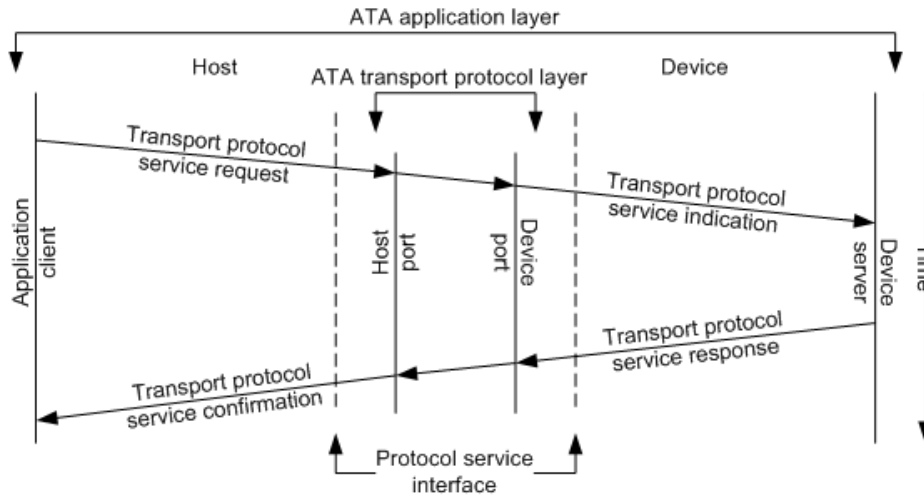 ATA application layer
Host
Device
ATA transport protocol layer
Transport protocol
service request
Transport protocol
service indication
Application
client
Host
port
Device
port
Device
server
Transport protocol
service response
Transport protocol
service confirmation
Protocol service
interface